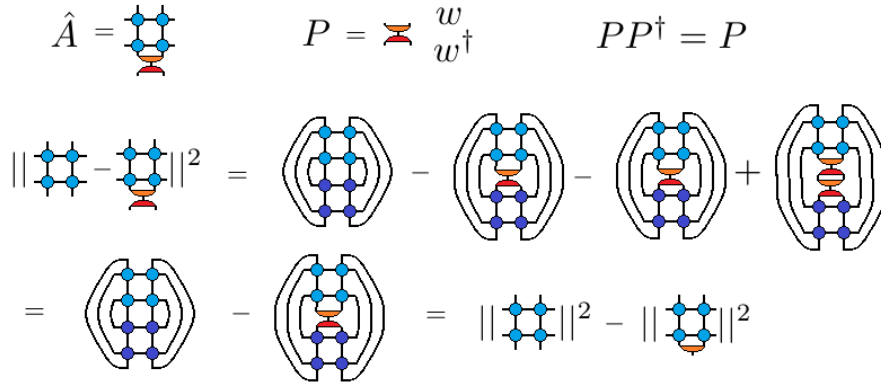 Â = P = w w† PP† = P
|| − ||² = − − +
= − = || ||² − || ||²